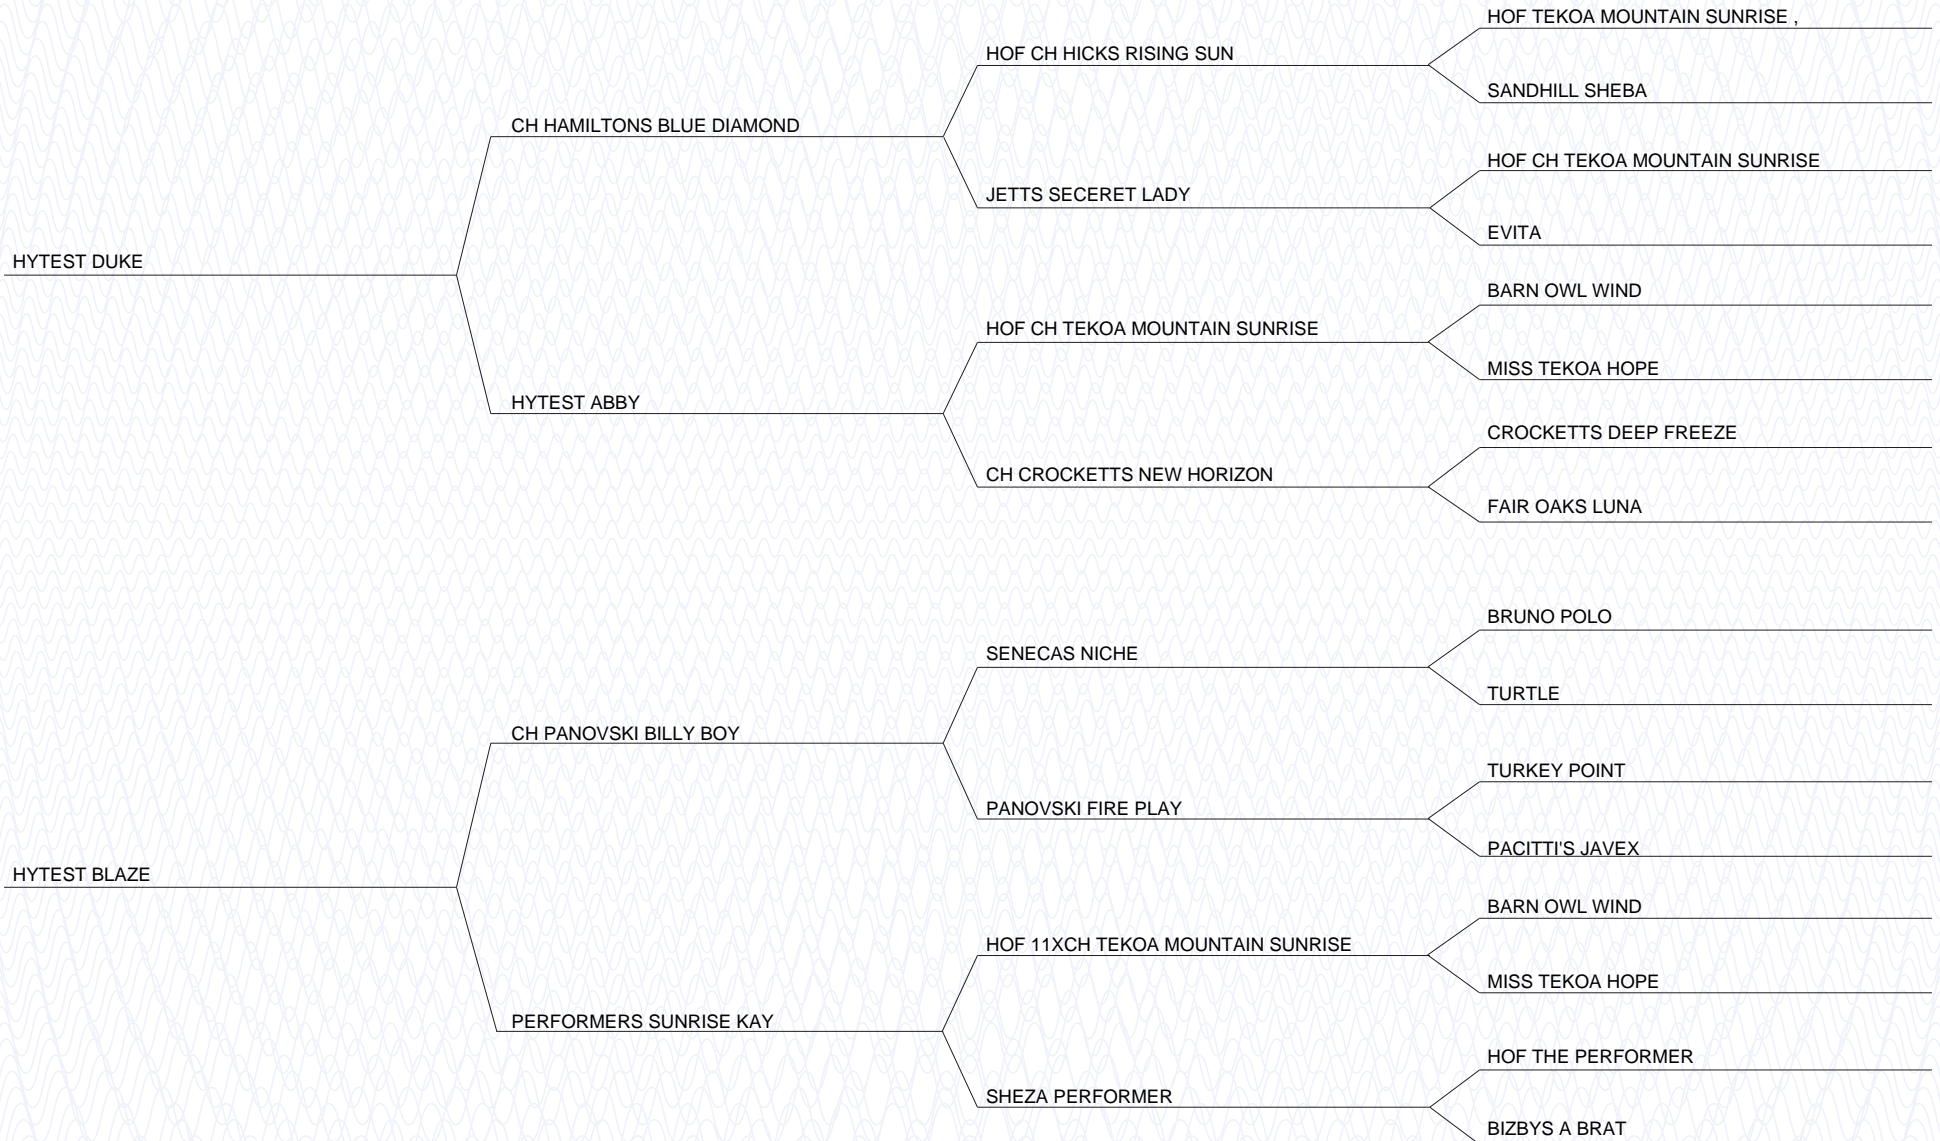 HOF TEKOA MOUNTAIN SUNRISE ,
HOF CH HICKS RISING SUN
SANDHILL SHEBA
CH HAMILTONS BLUE DIAMOND
HOF CH TEKOA MOUNTAIN SUNRISE
JETTS SECERET LADY
EVITA
HYTEST DUKE
BARN OWL WIND
HOF CH TEKOA MOUNTAIN SUNRISE
MISS TEKOA HOPE
HYTEST ABBY
CROCKETTS DEEP FREEZE
CH CROCKETTS NEW HORIZON
FAIR OAKS LUNA
BRUNO POLO
SENECAS NICHE
TURTLE
CH PANOVSKI BILLY BOY
TURKEY POINT
PANOVSKI FIRE PLAY
PACITTI'S JAVEX
HYTEST BLAZE
BARN OWL WIND
HOF 11XCH TEKOA MOUNTAIN SUNRISE
MISS TEKOA HOPE
PERFORMERS SUNRISE KAY
HOF THE PERFORMER
SHEZA PERFORMER
BIZBYS A BRAT